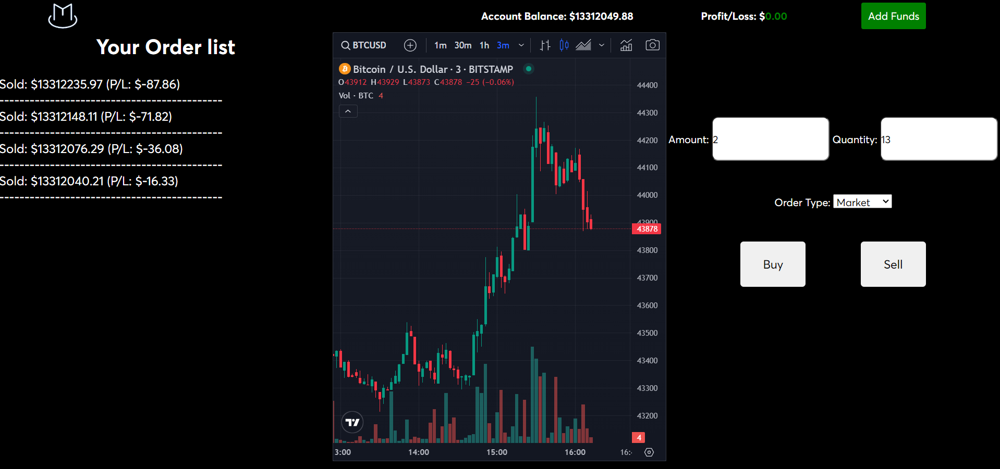 Account Balance: $13312049.88
Profit/Loss: $0.00
Add Funds
Your Order list
Sold: $13312235.97 (P/L: $-87.86)
--------------------------------------------
Sold: $13312148.11 (P/L: $-71.82)
--------------------------------------------
Sold: $13312076.29 (P/L: $-36.08)
--------------------------------------------
Sold: $13312040.21 (P/L: $-16.33)
--------------------------------------------
BTCUSD 1m 30m 1h 3m
Bitcoin / U.S. Dollar · 3 · BITSTAMP
O43912 H43929 L43873 C43878 −25 (−0.06%)
Vol · BTC 4
44400
44300
44200
44100
44000
43900
43878
43800
43700
43600
43500
43400
43300
43200
4
3:00 14:00 15:00 16:00 16:
Amount: 2 Quantity: 13
Order Type: Market
Buy Sell